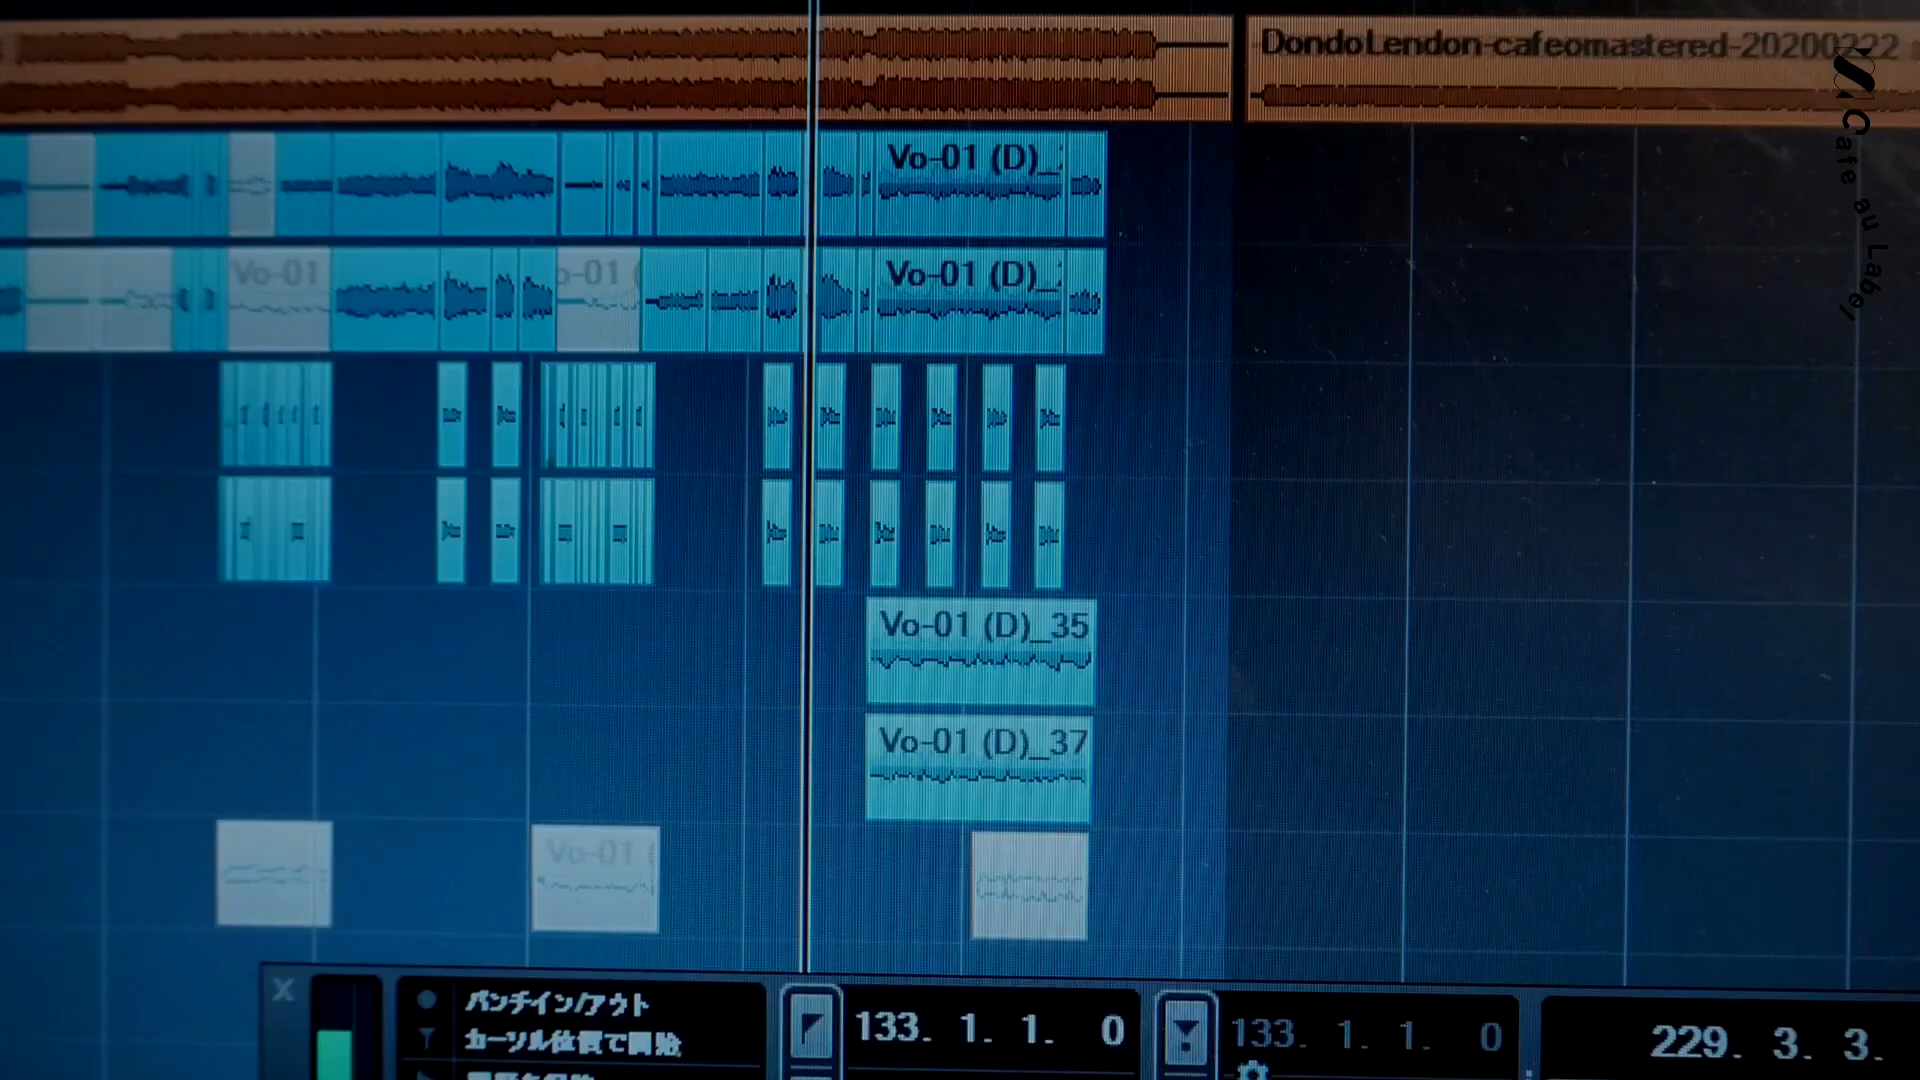 DondoLendon-cafeomastered-20200222
Vo-01 (D)_
Vo-01
o-01 (
Vo-01 (D)_
Vo-01 (D)_35
Vo-01 (D)_37
Vo-01 (
X
パンチイン/アウト
カーソル位置で開始
133. 1. 1. 0
133. 1. 1. 0
229. 3. 3.
Cafe au Label